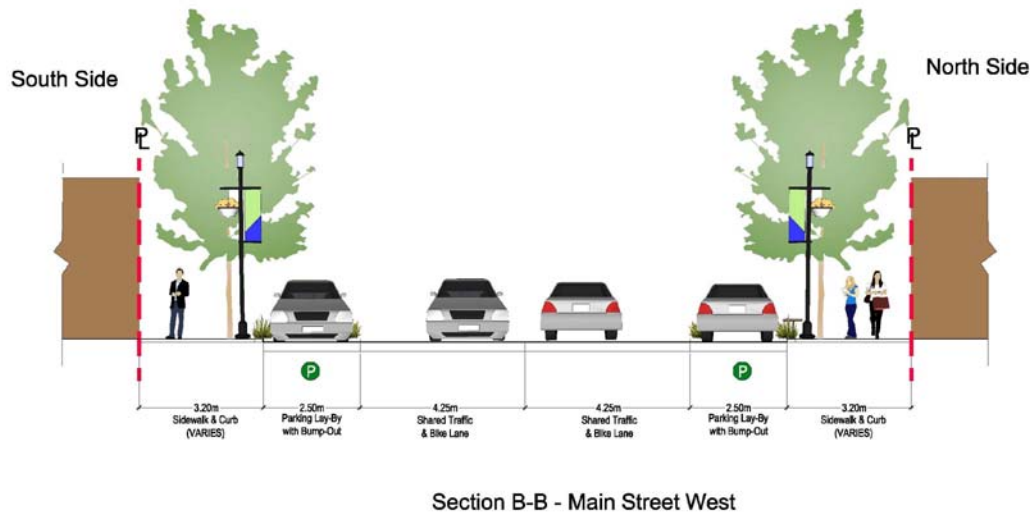 South Side
North Side
PL
PL
P
P
3.20m
Sidewalk & Curb
(VARIES)
2.50m
Parking Lay-By
with Bump-Out
4.25m
Shared Traffic
& Bike Lane
4.25m
Shared Traffic
& Bike Lane
2.50m
Parking Lay-By
with Bump-Out
3.20m
Sidewalk & Curb
(VARIES)
Section B-B - Main Street West